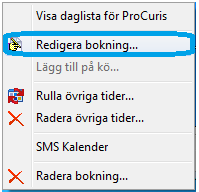 Visa daglista för ProCuris
Redigera bokning...
Lägg till på kö...
Rulla övriga tider...
Radera övriga tider...
SMS Kalender
Radera bokning...